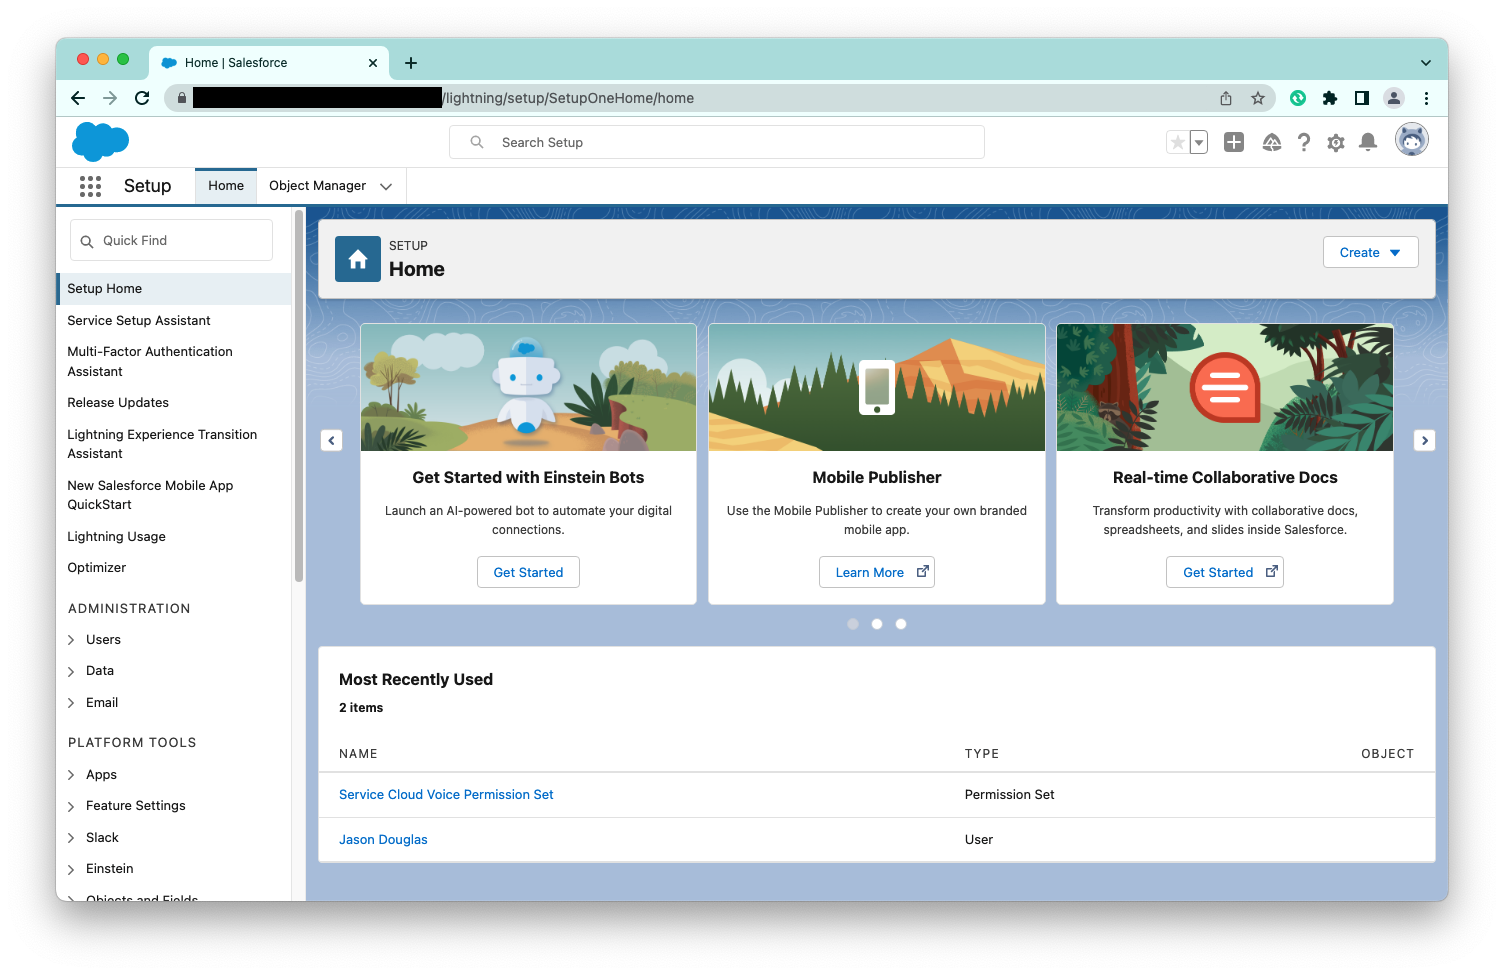 Home | Salesforce
/lightning/setup/SetupOneHome/home
Search Setup
Setup
Home
Object Manager
Quick Find
Setup Home
Service Setup Assistant
Multi-Factor Authentication
Assistant
Release Updates
Lightning Experience Transition
Assistant
New Salesforce Mobile App
QuickStart
Lightning Usage
Optimizer
ADMINISTRATION
Users
Data
Email
PLATFORM TOOLS
Apps
Feature Settings
Slack
Einstein
Objects and Fields
SETUP
Home
Create
Get Started with Einstein Bots
Launch an AI-powered bot to automate your digital
connections.
Get Started
Mobile Publisher
Use the Mobile Publisher to create your own branded
mobile app.
Learn More
Real-time Collaborative Docs
Transform productivity with collaborative docs,
spreadsheets, and slides inside Salesforce.
Get Started
Most Recently Used
2 items
NAME TYPE OBJECT
Service Cloud Voice Permission Set Permission Set
Jason Douglas User